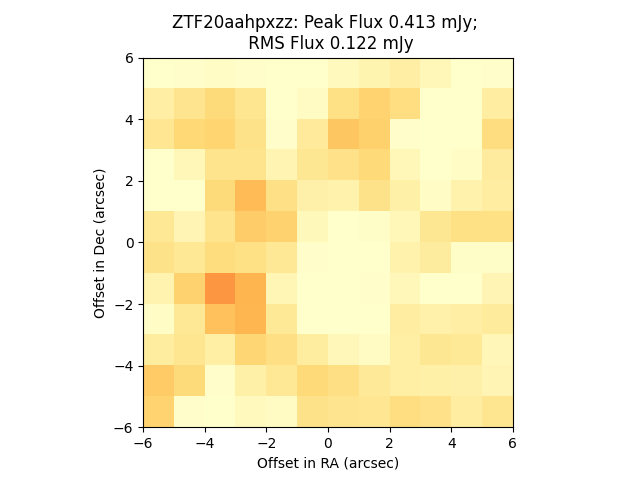 ZTF20aahpxzz: Peak Flux 0.413 mJy;
RMS Flux 0.122 mJy
6
4
2
0
−2
−4
−6
Offset in Dec (arcsec)
−6 −4 −2 0 2 4 6
Offset in RA (arcsec)